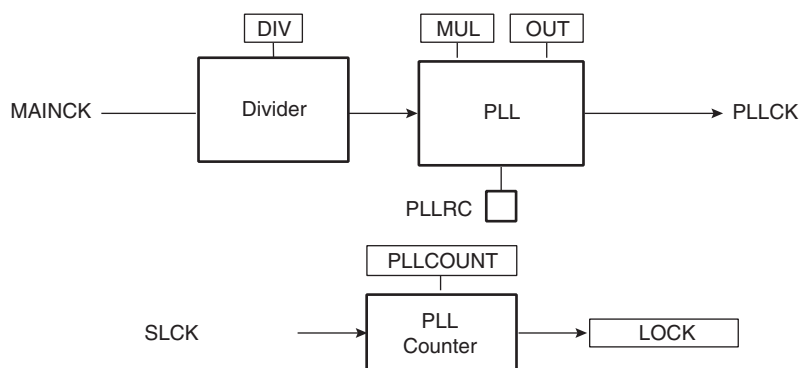 DIV
MUL
OUT
MAINCK
Divider
PLL
PLLCK
PLLRC
PLLCOUNT
SLCK
PLL
Counter
LOCK